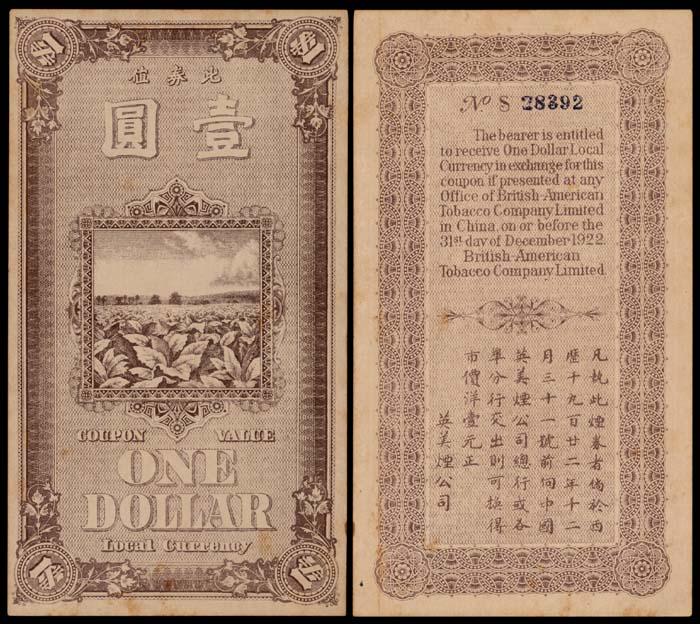 此券值
壹圓
COUPON VALUE
ONE
DOLLAR
Local Currency
No S 28392
The bearer is entitled
to receive One Dollar Local
Currency in exchange for this
coupon if presented at any
Office of British-American
Tobacco Company Limited
in China, on or before the
31st day of December 1922.
British-American
Tobacco Company Limited
凡執此煙券者倘於西
曆十九百廿二年十二
月三十一號前向中國
英美煙公司總行或各
埠分行交出則可換得
市價洋壹元正
英美煙公司